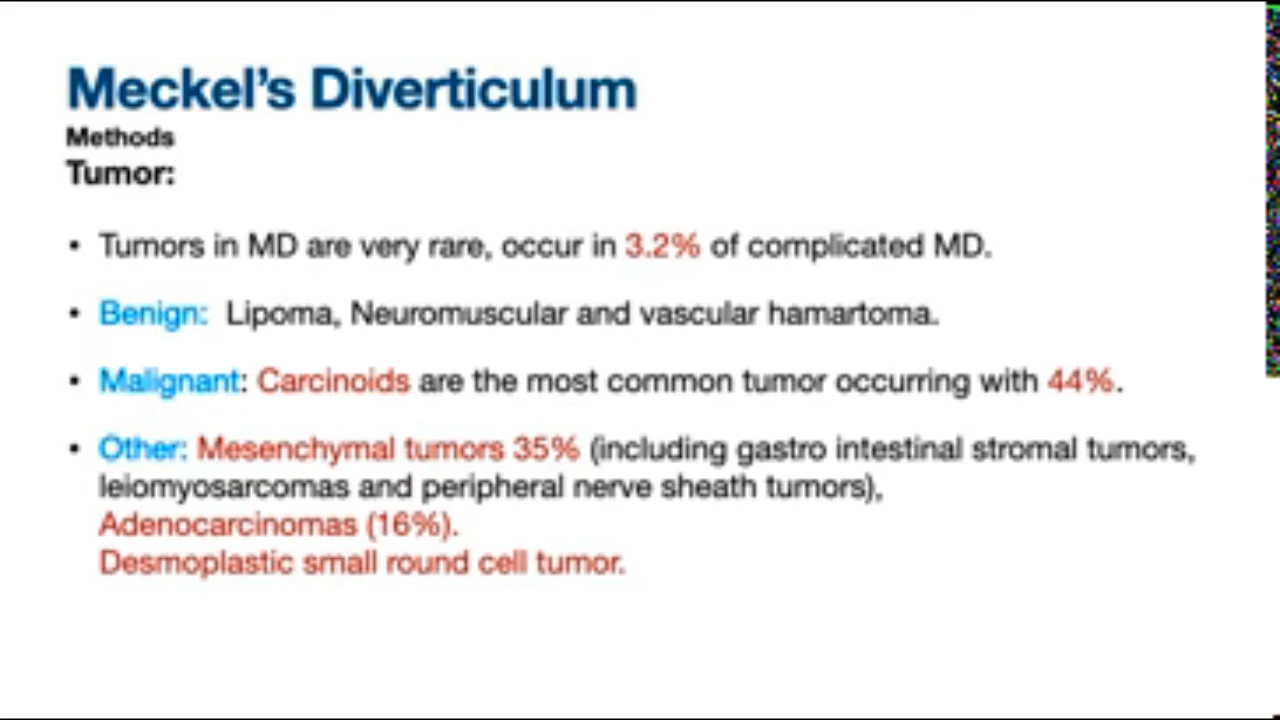 Meckel's Diverticulum
Methods
Tumor:
• Tumors in MD are very rare, occur in 3.2% of complicated MD.
• Benign: Lipoma, Neuromuscular and vascular hamartoma.
• Malignant: Carcinoids are the most common tumor occurring with 44%.
• Other: Mesenchymal tumors 35% (including gastro intestinal stromal tumors,
leiomyosarcomas and peripheral nerve sheath tumors),
Adenocarcinomas (16%).
Desmoplastic small round cell tumor.